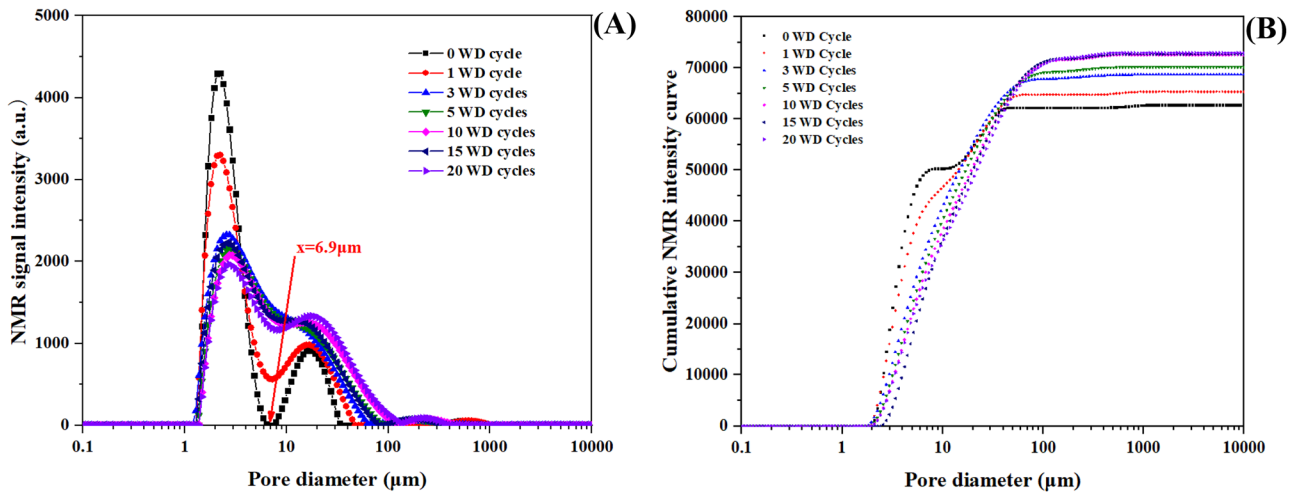 (A)
5000
4000
3000
2000
1000
0
NMR signal intensity (a.u.)
0 WD cycle
1 WD cycle
3 WD cycles
5 WD cycles
10 WD cycles
15 WD cycles
20 WD cycles
x=6.9μm
0.1 1 10 100 1000 10000
Pore diameter (μm)
(B)
80000
70000
60000
50000
40000
30000
20000
10000
0
Cumulative NMR intensity curve
0 WD Cycle
1 WD Cycle
3 WD Cycles
5 WD Cycles
10 WD Cycles
15 WD Cycles
20 WD Cycles
0.1 1 10 100 1000 10000
Pore diameter (μm)